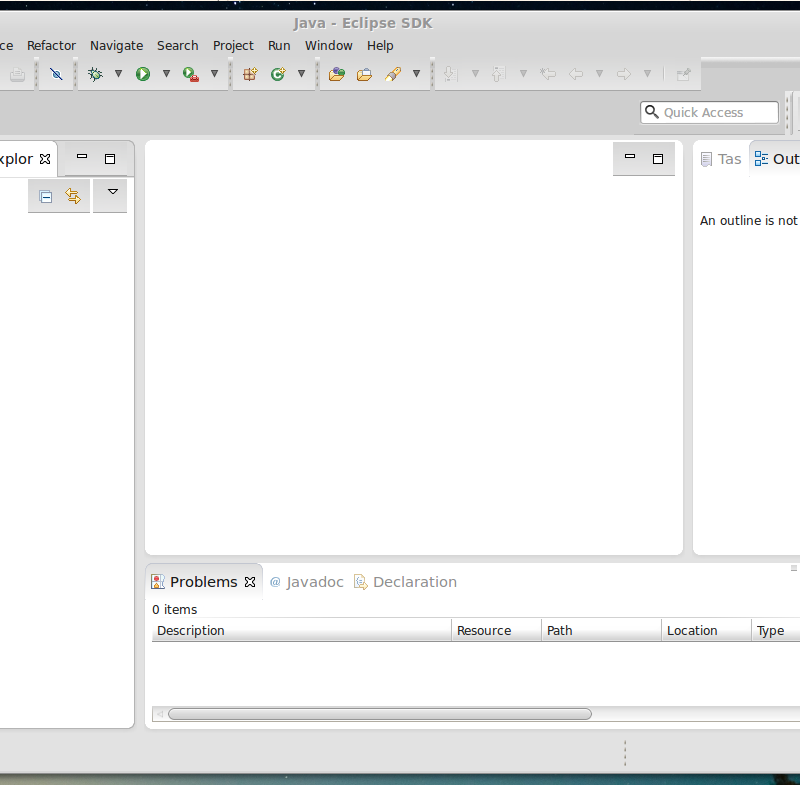 Java - Eclipse SDK
ce Refactor Navigate Search Project Run Window Help
Quick Access
xplor
Tas Out
An outline is not
Problems @ Javadoc Declaration
0 items
Description Resource Path Location Type